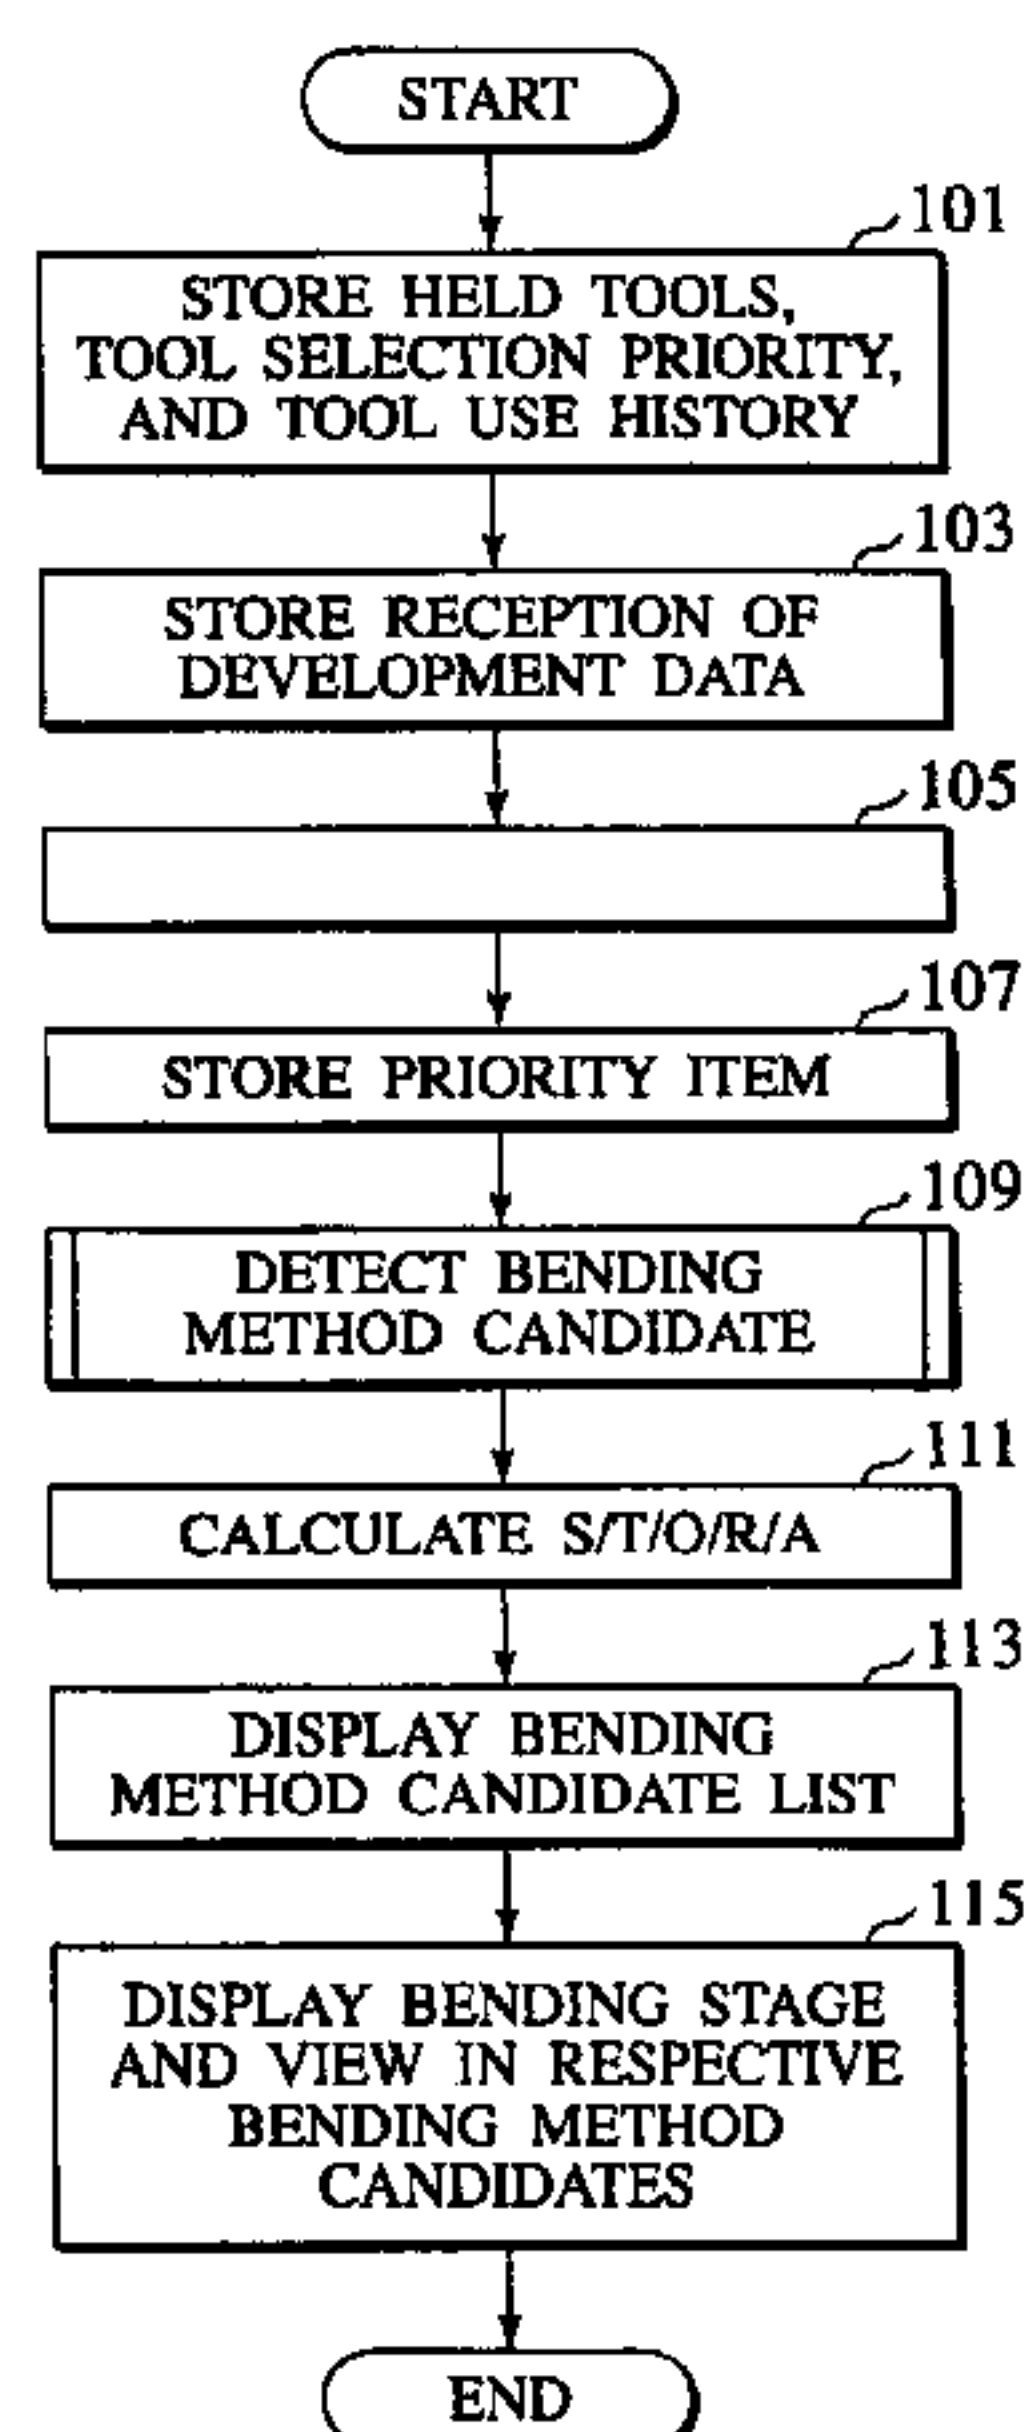 START
101
STORE HELD TOOLS,
TOOL SELECTION PRIORITY,
AND TOOL USE HISTORY
103
STORE RECEPTION OF
DEVELOPMENT DATA
105
107
STORE PRIORITY ITEM
109
DETECT BENDING
METHOD CANDIDATE
111
CALCULATE S/T/O/R/A
113
DISPLAY BENDING
METHOD CANDIDATE LIST
115
DISPLAY BENDING STAGE
AND VIEW IN RESPECTIVE
BENDING METHOD
CANDIDATES
END